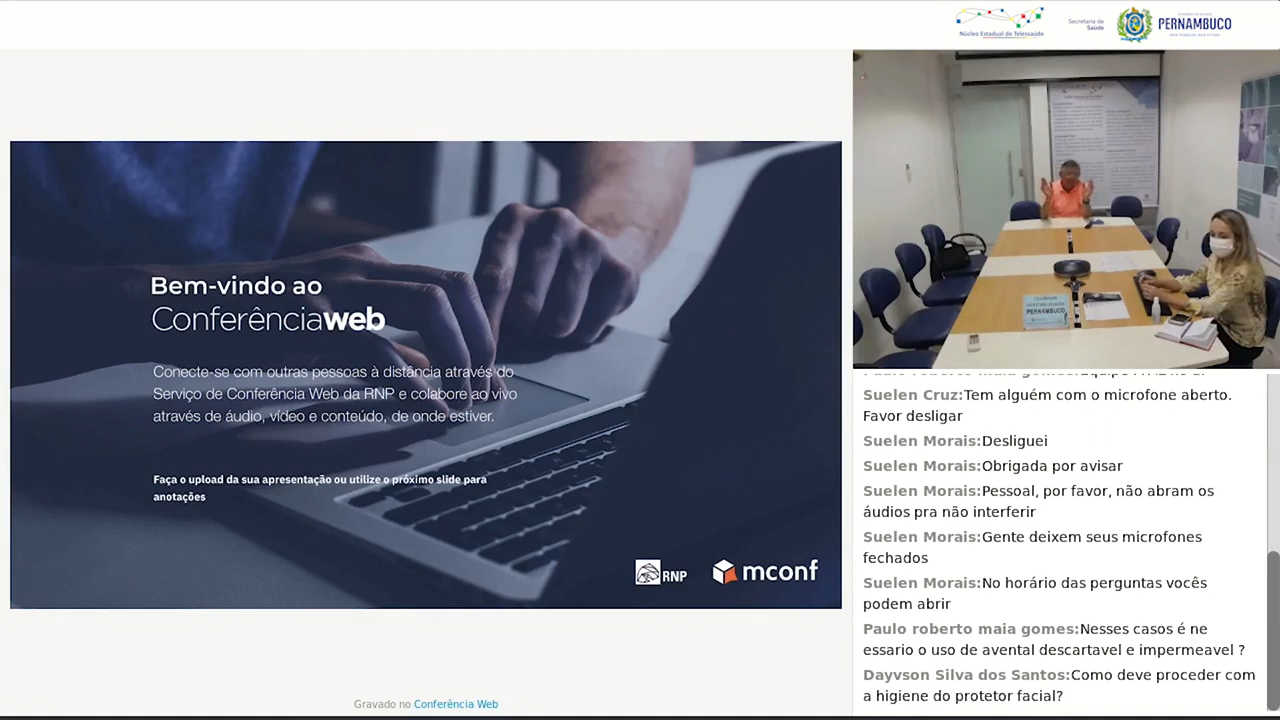 Núcleo Estadual de Telessaúde
Secretaria de
Saúde
PERNAMBUCO
Bem-vindo ao
Conferênciaweb
Conecte-se com outras pessoas à distância através do
Serviço de Conferência Web da RNP e colabore ao vivo
através de áudio, vídeo e conteúdo, de onde estiver.
Faça o upload da sua apresentação ou utilize o próximo slide para
anotações
RNP
mconf
Gravado no Conferência Web
PERNAMBUCO
Suelen Cruz:Tem alguém com o microfone aberto.
Favor desligar
Suelen Morais:Desliguei
Suelen Morais:Obrigada por avisar
Suelen Morais:Pessoal, por favor, não abram os
áudios pra não interferir
Suelen Morais:Gente deixem seus microfones
fechados
Suelen Morais:No horário das perguntas vocês
podem abrir
Paulo roberto maia gomes:Nesses casos é ne
essario o uso de avental descartavel e impermeavel ?
Dayvson Silva dos Santos:Como deve proceder com
a higiene do protetor facial?